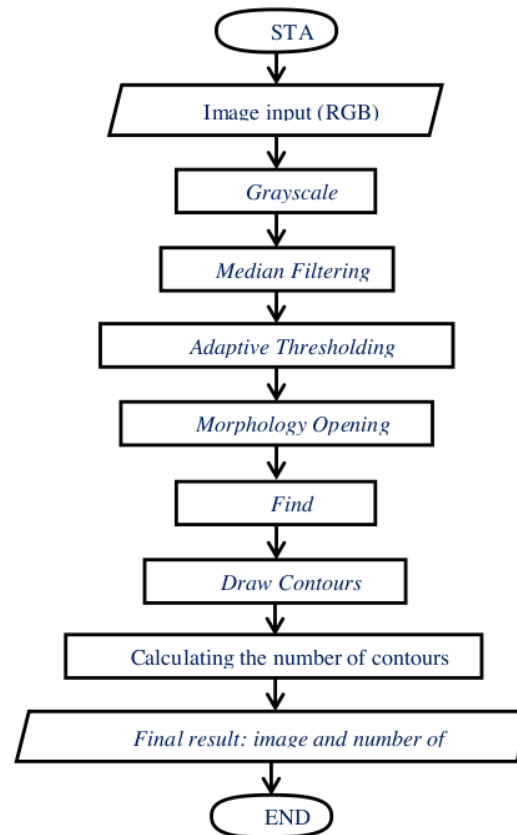 STA
Image input (RGB)
Grayscale
Median Filtering
Adaptive Thresholding
Morphology Opening
Find
Draw Contours
Calculating the number of contours
Final result: image and number of
END